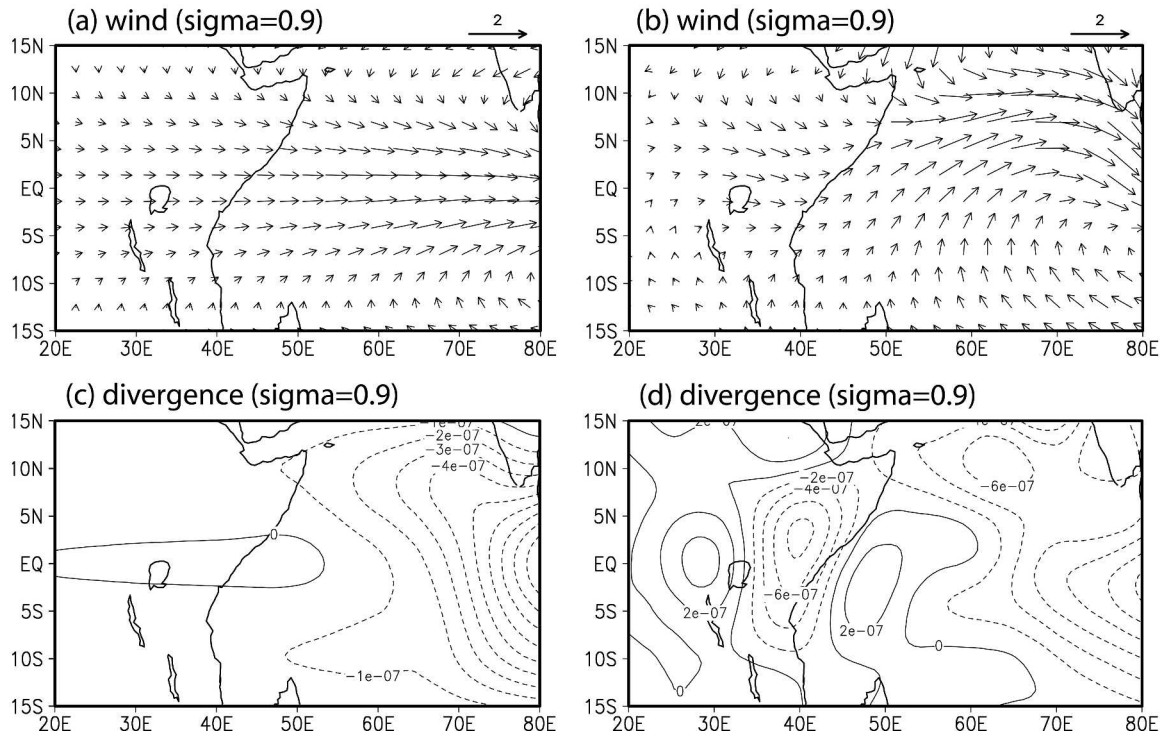 (a) wind (sigma=0.9)
2
15N
10N
5N
EQ
5S
10S
15S
20E 30E 40E 50E 60E 70E 80E
(b) wind (sigma=0.9)
2
15N
10N
5N
EQ
5S
10S
15S
20E 30E 40E 50E 60E 70E 80E
(c) divergence (sigma=0.9)
15N
10N
5N
EQ
5S
10S
15S
-1e-07
-2e-07
-3e-07
-4e-07
0
-1e-07
20E 30E 40E 50E 60E 70E 80E
(d) divergence (sigma=0.9)
15N
10N
5N
EQ
5S
10S
15S
2e-07
-2e-07
-4e-07
-6e-07
2e-07
-6e-07
2e-07
0
0
20E 30E 40E 50E 60E 70E 80E